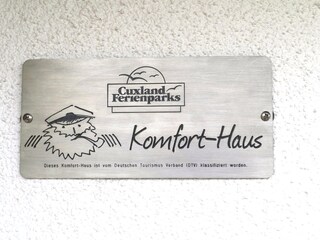 Cuxland
Ferienparks
Komfort-Haus
Dieses Komfort-Haus ist vom Deutschen Tourismus Verband (DTV) klassifiziert worden.